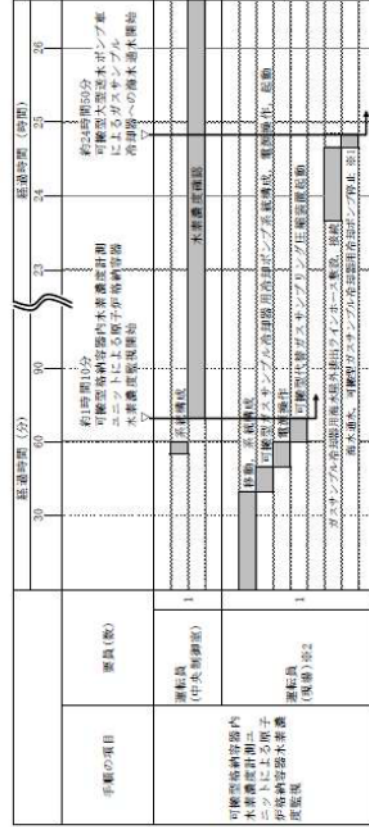 経過時間（分）
経過時間（時間）
30
60
90
23
24
25
26
手順の項目
要員(数)
約1時間10分
可搬型格納容器内水素濃度計測
ユニットによる原子炉格納容器
水素濃度監視開始
約24時間50分
可搬型大型送水ポンプ車
によるガスサンプル
冷却器への海水通水開始
可搬型格納容器内
水素濃度計測ユ
ニットによる原子
炉格納容器水素濃
度監視
運転員
(中央制御室)
1
系統構成
水素濃度確認
運転員
(現場)※2
1
移動、系統構成
可搬型ガスサンプル冷却器用冷却ポンプ系統構成、電源操作、起動
電源操作
可搬型代替ガスサンプリング圧縮装置起動
ガスサンプル冷却器用海水屋外排出ラインホース敷設、接続
海水通水、可搬型ガスサンプル冷却器用冷却ポンプ停止 ※1